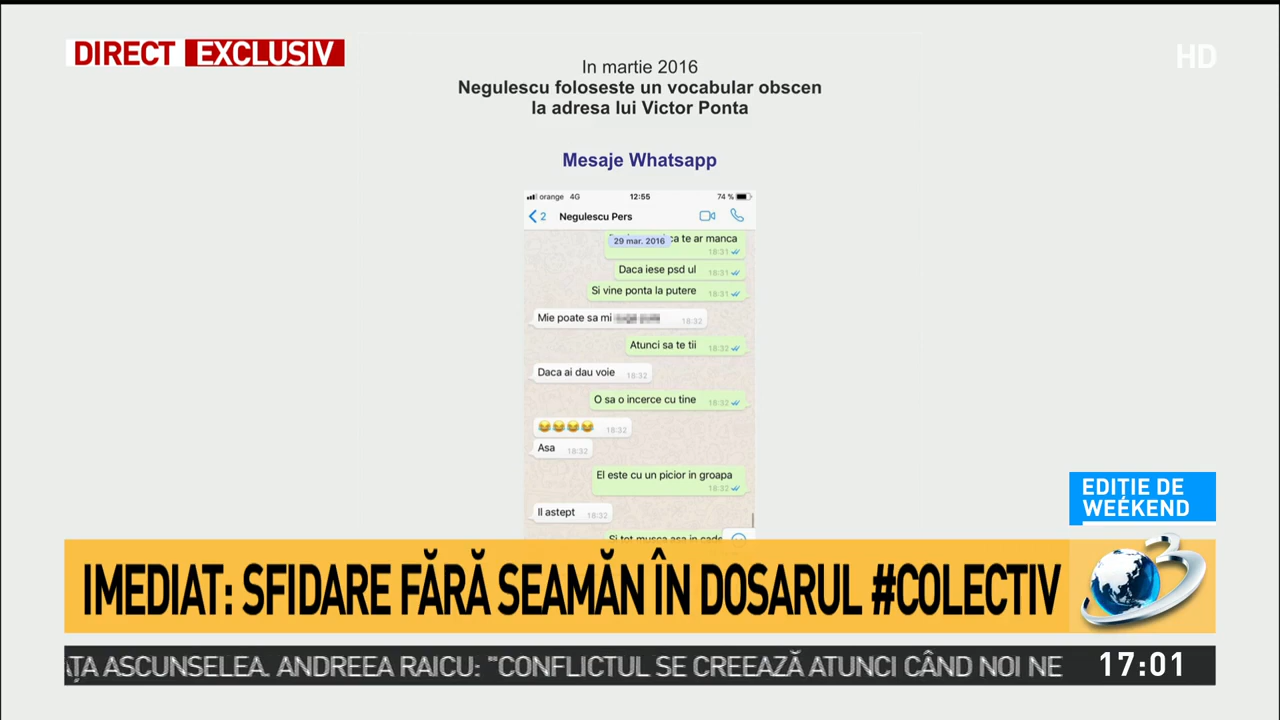 DIRECT EXCLUSIV
HD
In martie 2016
Negulescu foloseste un vocabular obscen
la adresa lui Victor Ponta
Mesaje Whatsapp
orange 4G 12:55 74 %
2 Negulescu Pers
29 mar. 2016
ca te ar manca
18:31
Daca iese psd ul 18:31
Si vine ponta la putere 18:31
Mie poate sa mi 18:32
Atunci sa te tii 18:32
Daca ai dau voie 18:32
O sa o incerce cu tine 18:32
18:32
Asa 18:32
El este cu un picior in groapa
18:32
Il astept 18:32
EDIȚIE DE
WEEKEND
IMEDIAT: SFIDARE FĂRĂ SEAMĂN ÎN DOSARUL #COLECTIV
3
ȚA ASCUNSELEA. ANDREEA RAICU: "CONFLICTUL SE CREEAZĂ ATUNCI CÂND NOI NE 17:01